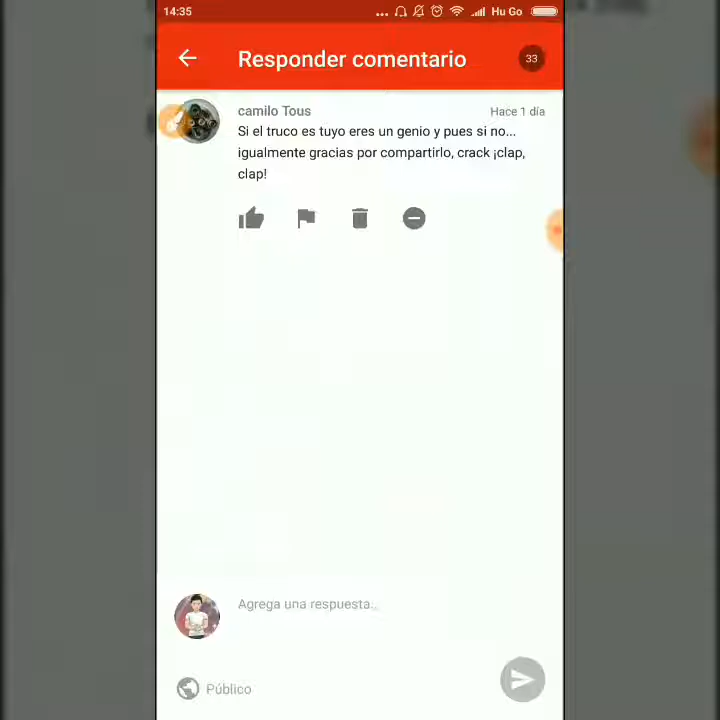 14:35
... Hu Go
Responder comentario
33
camilo Tous
Hace 1 día
Si el truco es tuyo eres un genio y pues si no...
igualmente gracias por compartirlo, crack ¡clap,
clap!
Agrega una respuesta..
Público